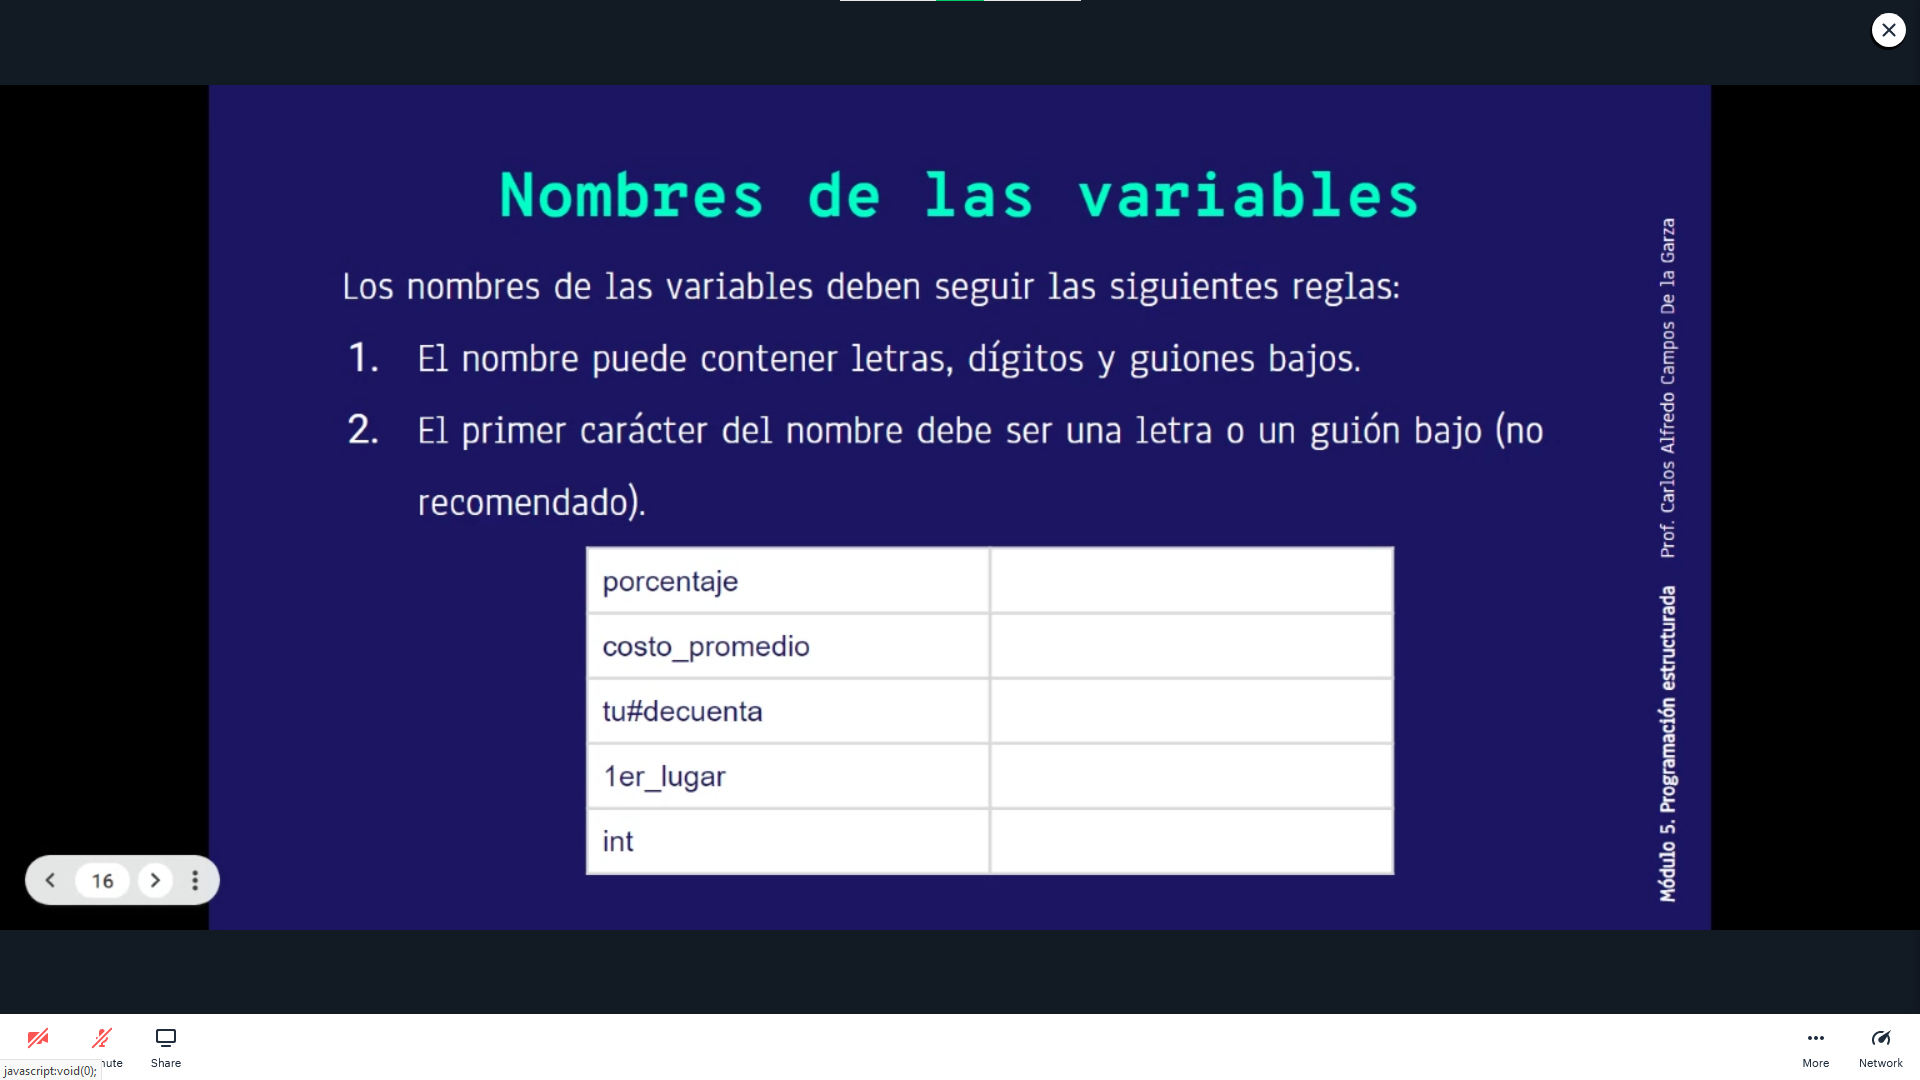 Nombres de las variables
Los nombres de las variables deben seguir las siguientes reglas:
1. El nombre puede contener letras, dígitos y guiones bajos.
2. El primer carácter del nombre debe ser una letra o un guión bajo (no
recomendado).
porcentaje
costo_promedio
tu#decuenta
1er_lugar
int
Módulo 5. Programación estructurada Prof. Carlos Alfredo Campos De la Garza
16
Share
More
Network
javascript:void(0);